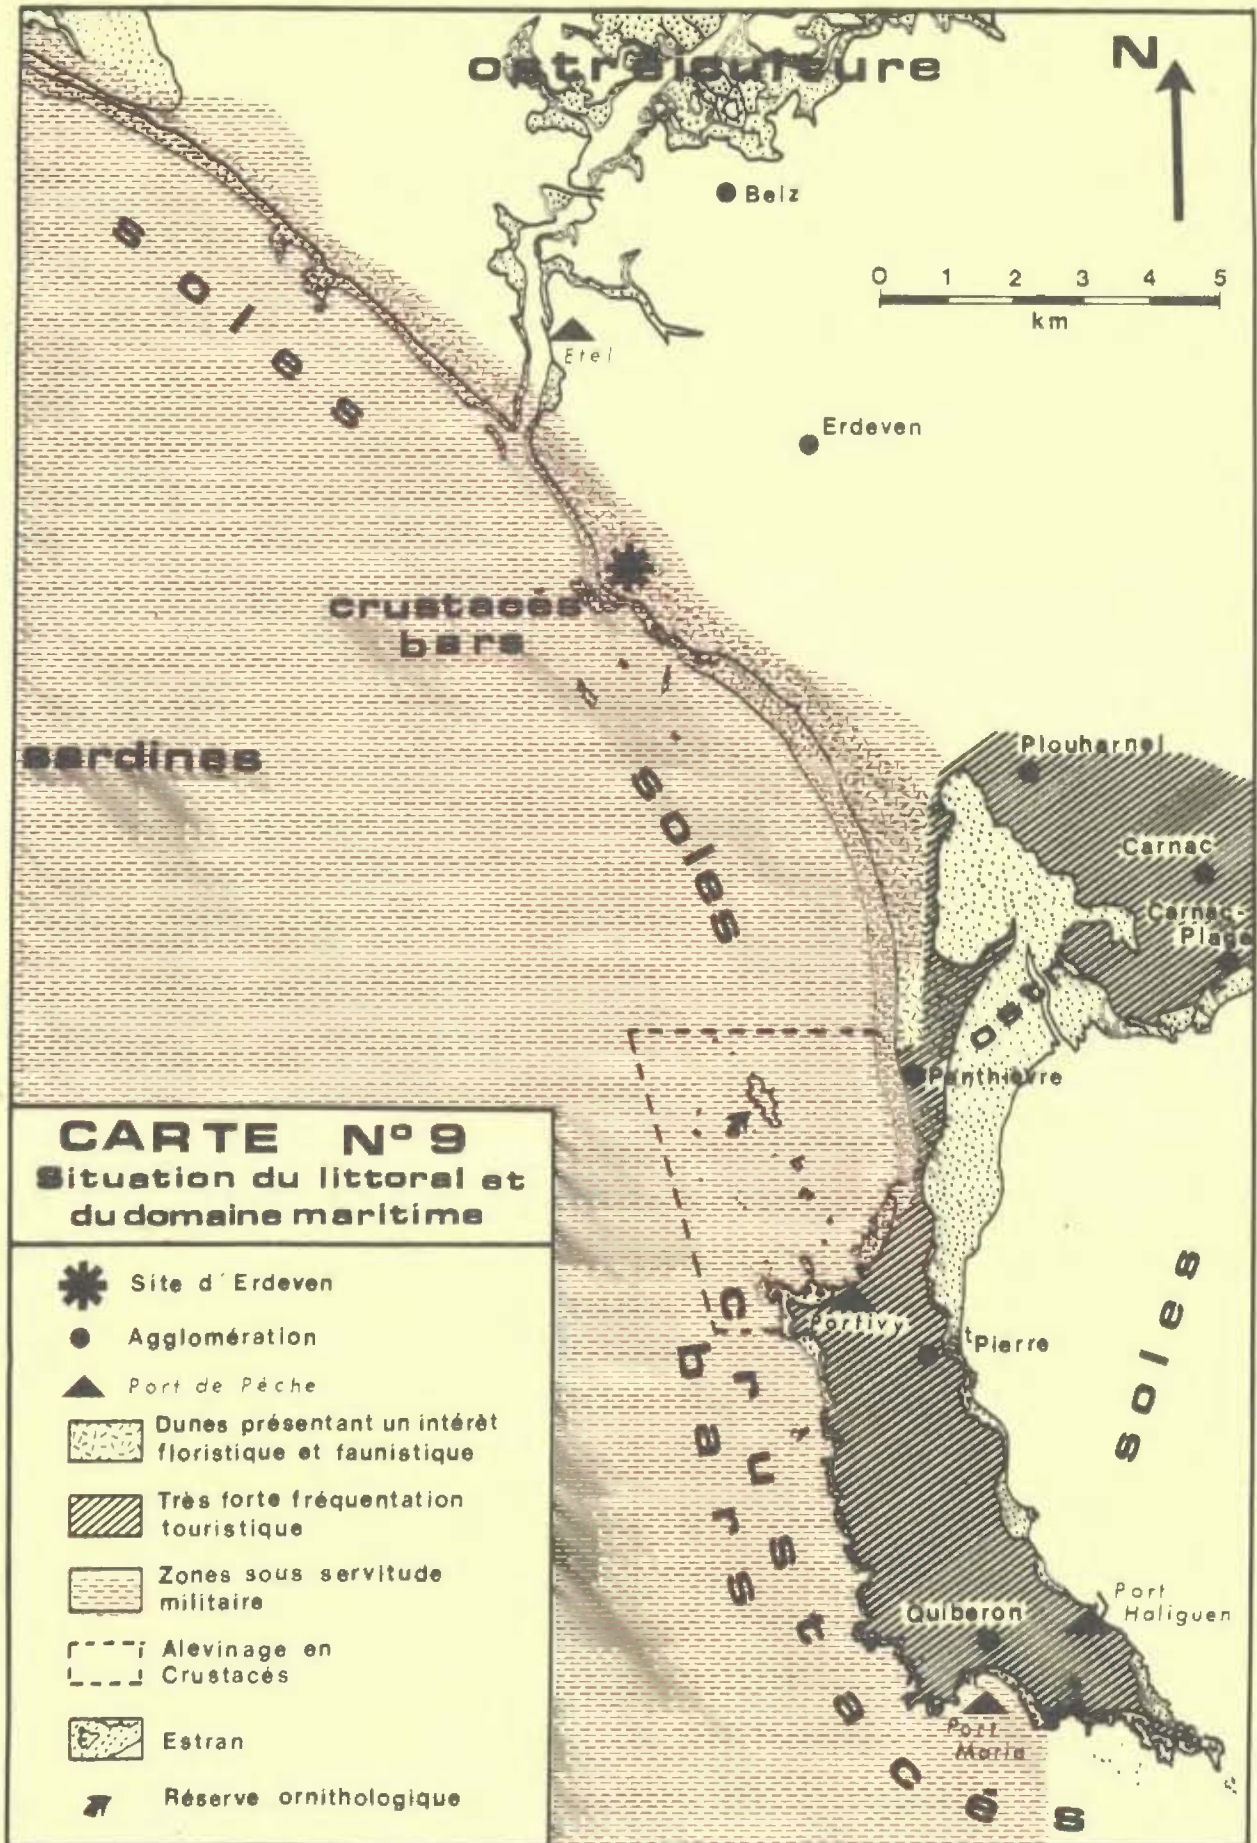 ostréiculture
N
Belz
0 1 2 3 4 5
km
soles
Etel
Erdeven
crustacés
bars
sardines
soles
Plouharnel
Carnac
Carnac-
Plage
Penthièvre
Portivy
t Pierre
soles
crustacés
bars
Quiberon
Port
Haliguen
Port
Maria
CARTE N° 9
Situation du littoral et
du domaine maritime
Site d'Erdeven
Agglomération
Port de Pêche
Dunes présentant un intérêt
floristique et faunistique
Très forte fréquentation
touristique
Zones sous servitude
militaire
Alevinage en
Crustacés
Estran
Réserve ornithologique